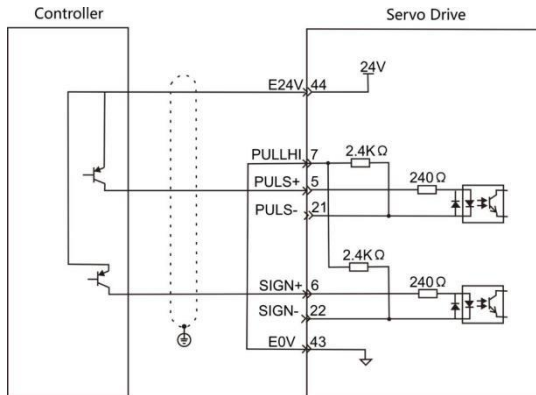 Controller
Servo Drive
E24V 44
24V
PULLHI 7
2.4KΩ
PULS+ 5
240Ω
PULS- 21
2.4KΩ
SIGN+ 6
240Ω
SIGN- 22
E0V 43